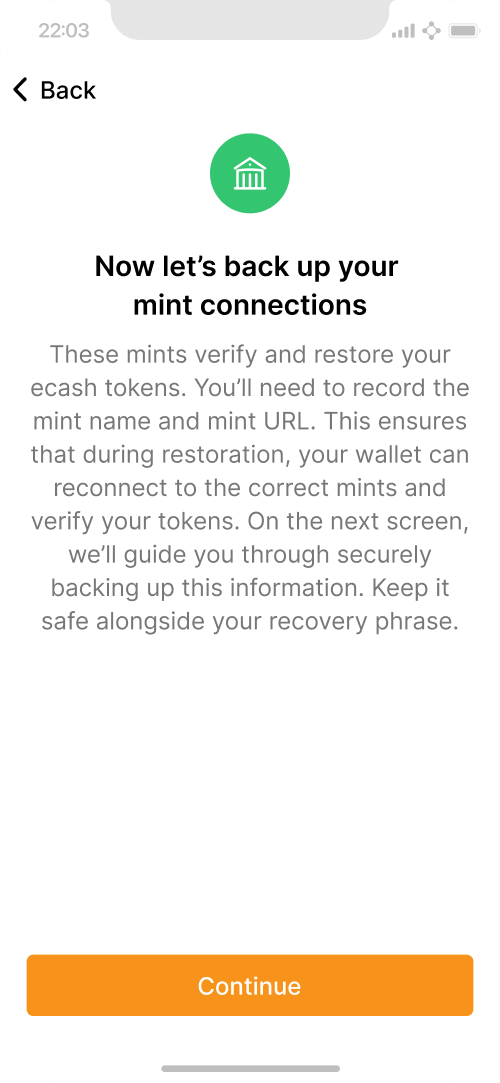 22:03
Back
Now let’s back up your
mint connections
These mints verify and restore your
ecash tokens. You’ll need to record the
mint name and mint URL. This ensures
that during restoration, your wallet can
reconnect to the correct mints and
verify your tokens. On the next screen,
we’ll guide you through securely
backing up this information. Keep it
safe alongside your recovery phrase.
Continue